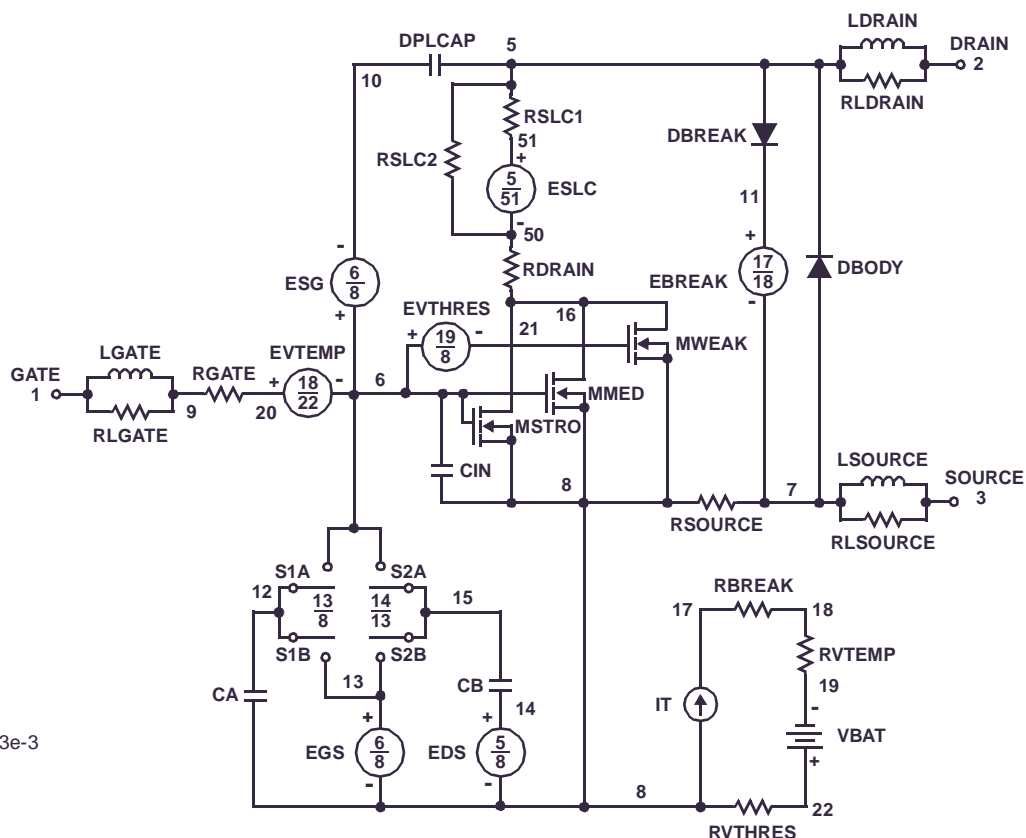 LDRAIN
DPLCAP
5
DRAIN
2
10
RLDRAIN
RSLC1
DBREAK
51
RSLC2
+
5
51
ESLC
11
-
50
-
+
RDRAIN
17
18
EBREAK
DBODY
6
8
ESG
EVTHRES
-
+
16
+
-
21
19
8
MWEAK
LGATE
EVTEMP
GATE
1
RGATE
+
-
6
18
22
MMED
9
20
MSTRO
RLGATE
CIN
LSOURCE
SOURCE
3
8
7
RSOURCE
RLSOURCE
S1A
S2A
12
RBREAK
13
8
14
13
15
17
18
S1B
S2B
RVTEMP
13
CB
CA
19
IT
14
-
+
+
VBAT
3e-3
EGS
6
8
EDS
5
8
+
-
-
8
22
RVTHRES